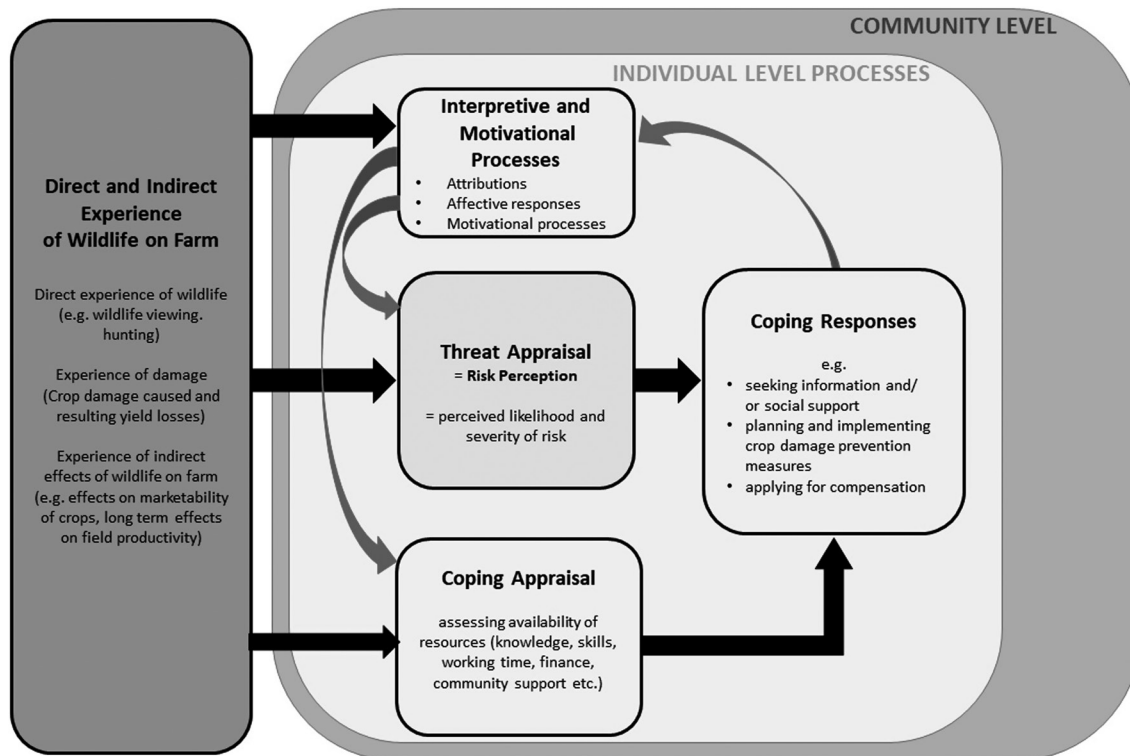 COMMUNITY LEVEL
INDIVIDUAL LEVEL PROCESSES
Direct and Indirect
Experience
of Wildlife on Farm
Direct experience of wildlife
(e.g. wildlife viewing.
hunting)
Experience of damage
(Crop damage caused and
resulting yield losses)
Experience of indirect
effects of wildlife on farm
(e.g. effects on marketability
of crops, long term effects
on field productivity)
Interpretive and
Motivational
Processes
• Attributions
• Affective responses
• Motivational processes
Threat Appraisal
= Risk Perception
= perceived likelihood and
severity of risk
Coping Appraisal
assessing availability of
resources (knowledge, skills,
working time, finance,
community support etc.)
Coping Responses
e.g.
• seeking information and/
or social support
• planning and implementing
crop damage prevention
measures
• applying for compensation